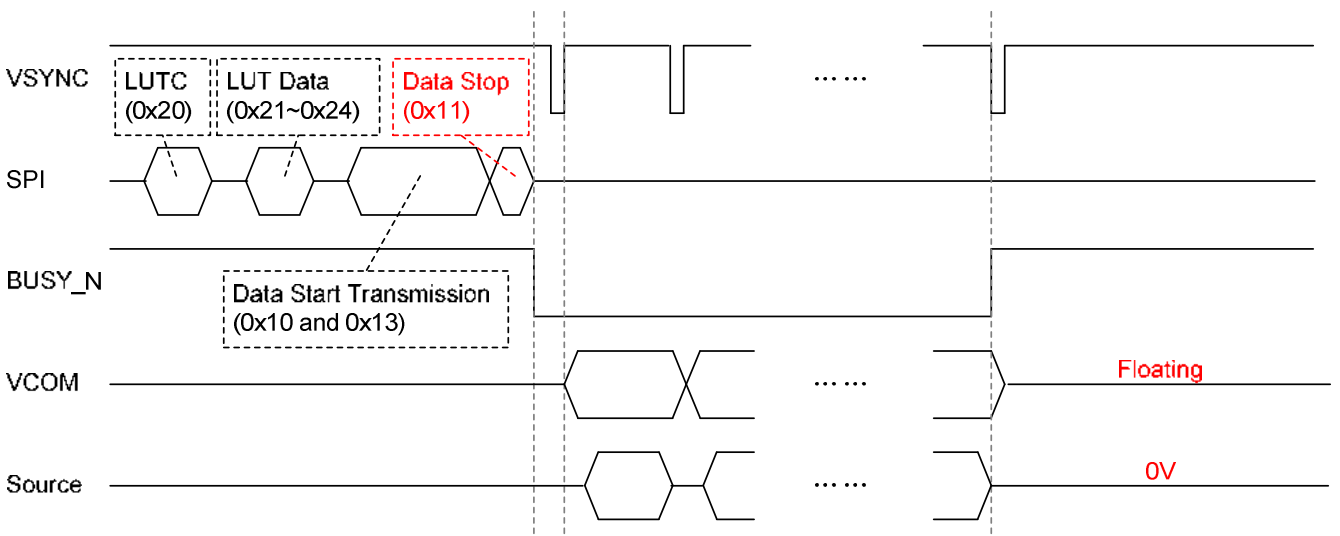 VSYNC
LUTC
(0x20)
LUT Data
(0x21~0x24)
Data Stop
(0x11)
... ...
SPI
BUSY_N
Data Start Transmission
(0x10 and 0x13)
VCOM
... ...
Floating
Source
... ...
0V